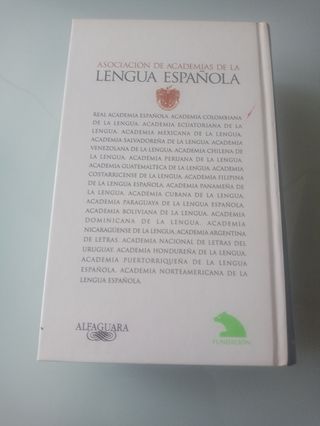 ASOCIACIÓN DE ACADEMIAS DE LA
LENGUA ESPAÑOLA
REAL ACADEMIA ESPAÑOLA. ACADEMIA COLOMBIANA
DE LA LENGUA. ACADEMIA ECUATORIANA DE LA
LENGUA. ACADEMIA MEXICANA DE LA LENGUA.
ACADEMIA SALVADOREÑA DE LA LENGUA. ACADEMIA
VENEZOLANA DE LA LENGUA. ACADEMIA CHILENA DE
LA LENGUA. ACADEMIA PERUANA DE LA LENGUA.
ACADEMIA GUATEMALTECA DE LA LENGUA. ACADEMIA
COSTARRICENSE DE LA LENGUA. ACADEMIA FILIPINA
DE LA LENGUA ESPAÑOLA. ACADEMIA PANAMEÑA DE
LA LENGUA. ACADEMIA CUBANA DE LA LENGUA.
ACADEMIA PARAGUAYA DE LA LENGUA ESPAÑOLA.
ACADEMIA BOLIVIANA DE LA LENGUA. ACADEMIA
DOMINICANA DE LA LENGUA. ACADEMIA
NICARAGÜENSE DE LA LENGUA. ACADEMIA ARGENTINA
DE LETRAS. ACADEMIA NACIONAL DE LETRAS DEL
URUGUAY. ACADEMIA HONDUREÑA DE LA LENGUA.
ACADEMIA PUERTORRIQUEÑA DE LA LENGUA
ESPAÑOLA. ACADEMIA NORTEAMERICANA DE LA
LENGUA ESPAÑOLA.
ALFAGUARA
FUNDACIÓN